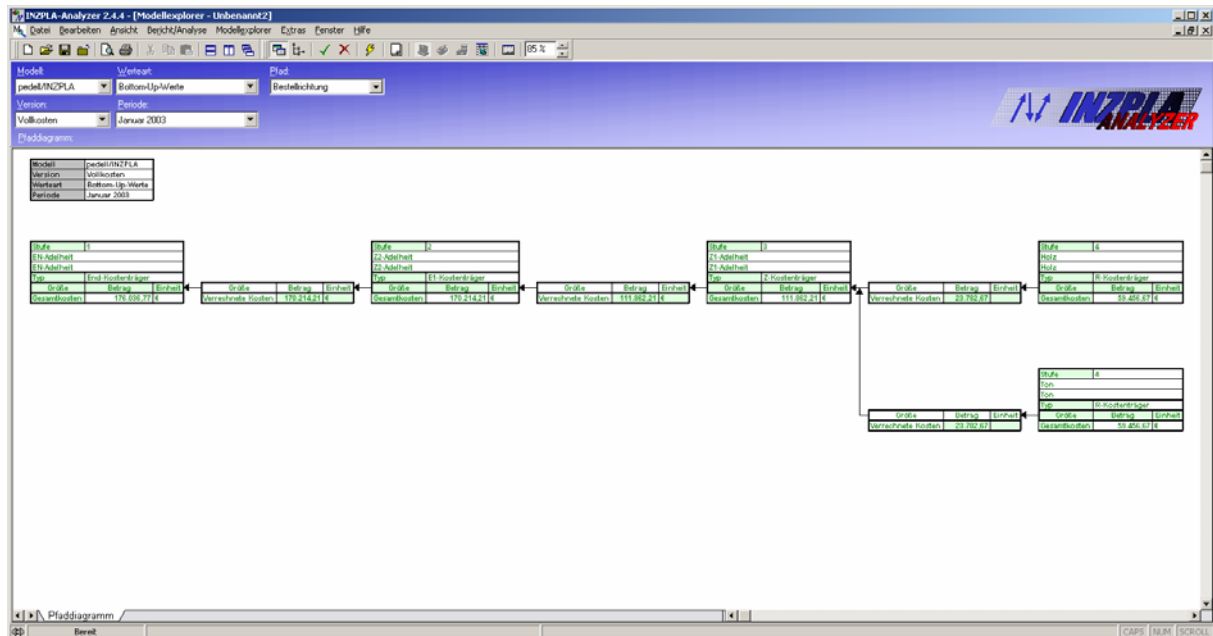 INZPLA-Analyzer 2.4.4 - [Modellexplorer - Unbenannt2]
Datei Bearbeiten Ansicht Bericht/Analyse Modellexplorer Extras Fenster Hilfe
85 %
Modell: Werteart: Pfad:
pedell/INZPLA Bottom-Up-Werte Bestellrichtung
Version: Periode:
Vollkosten Januar 2003
Pfaddiagramm:
INZPLA ANALYZER
Modell pedell/INZPLA
Version Vollkosten
Werteart Bottom-Up-Werte
Periode Januar 2003
Stufe 1
EN-Adelheit
EN-Adelheit
Typ End-Kostenträger
Größe Betrag Einheit
Gesamtkosten €
Größe Betrag Einheit
Verrechnete Kosten 170.214,21 €
Stufe 2
Z2-Adelheit
Z2-Adelheit
Typ E1-Kostenträger
Größe Betrag Einheit
Gesamtkosten 170.214,21 €
Größe Betrag Einheit
Verrechnete Kosten 111.862,21 €
Stufe 3
Z1-Adelheit
Z1-Adelheit
Typ Z-Kostenträger
Größe Betrag Einheit
Gesamtkosten 111.862,21 €
Größe Betrag Einheit
Verrechnete Kosten 23.782,67
Stufe 4
Holz
Holz
Typ R-Kostenträger
Größe Betrag Einheit
Gesamtkosten 59.456,67 €
Größe Betrag Einheit
Verrechnete Kosten 23.782,67
Stufe 4
Ton
Ton
Typ R-Kostenträger
Größe Betrag Einheit
Gesamtkosten 59.456,67 €
Pfaddiagramm
Bereit CAPS NUM SCROLL